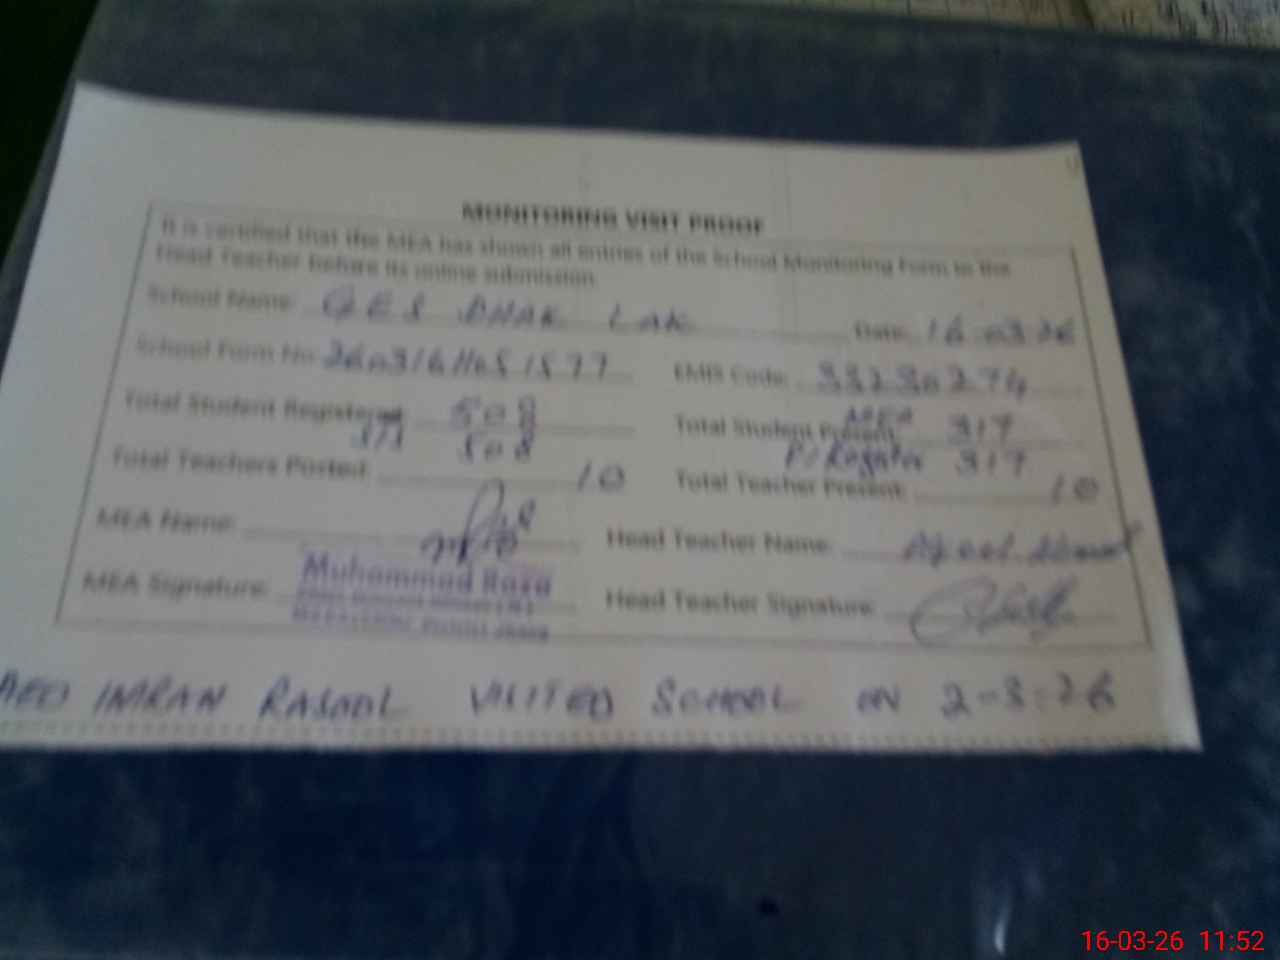 MONITORING VISIT PROOF
It is certified that the MEA has shown all entries of the School Monitoring Form to the
Head Teacher before its online submission.
School Name: GES DHAK LAK Date: 16-03-26
School Form No: EMIS Code:
Total Student Registered 508 Total Student Present: MEA 317
SIS 508 P/Register 317
Total Teachers Posted: 10 Total Teacher Present: 10
MEA Name: Head Teacher Name:
MEA Signature: Muhammad Raza Head Teacher Signature:
AEO IMRAN RASOOL VISITED SCHOOL ON 2-3-26
16-03-26 11:52